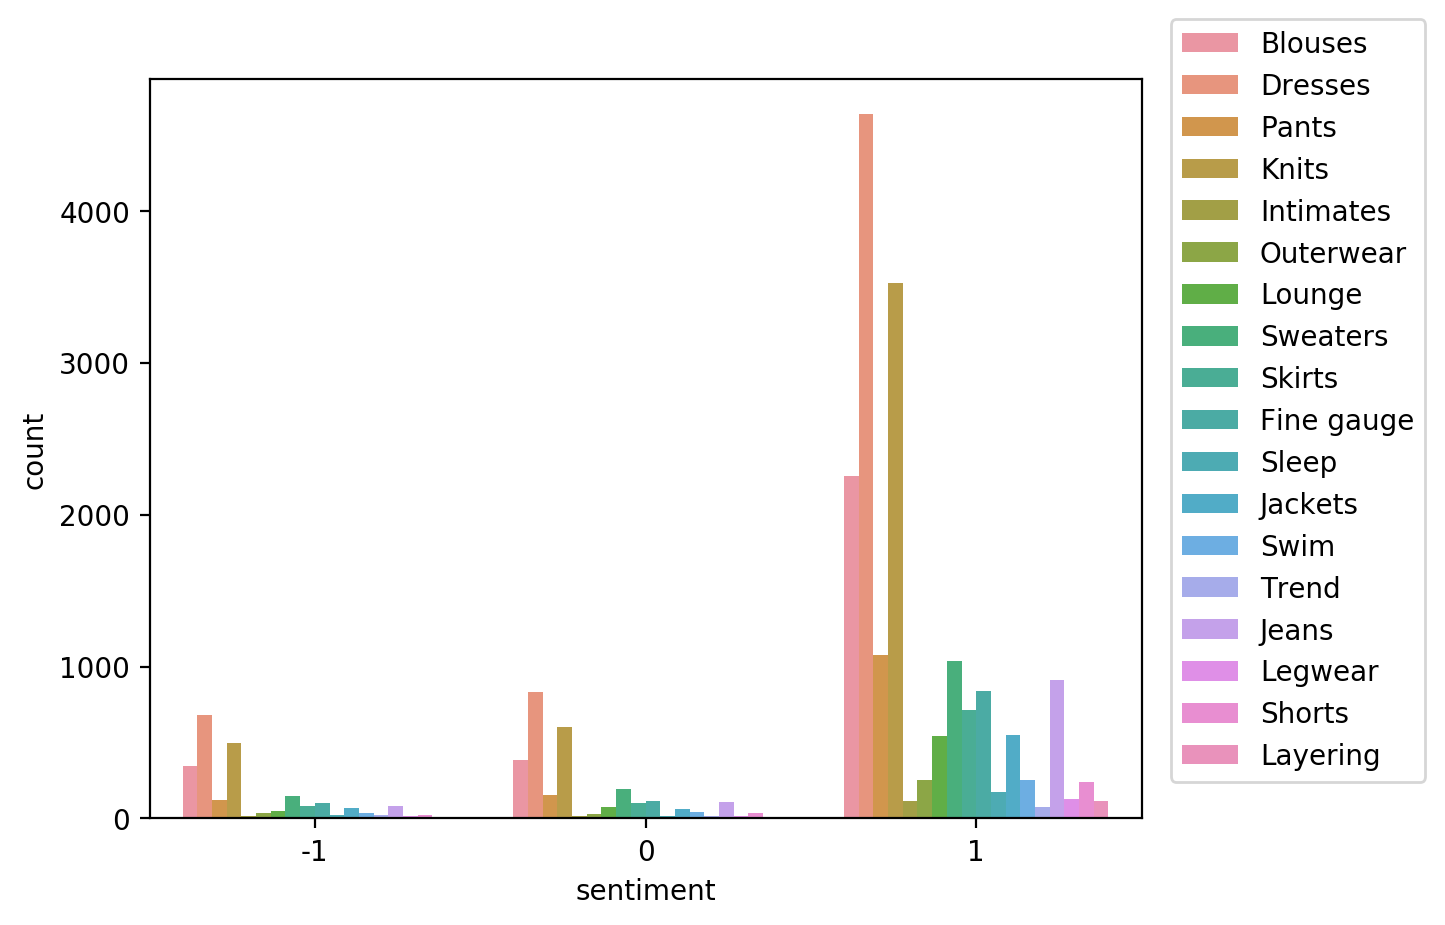 Blouses
Dresses
Pants
Knits
Intimates
Outerwear
Lounge
Sweaters
Skirts
Fine gauge
Sleep
Jackets
Swim
Trend
Jeans
Legwear
Shorts
Layering
4000
3000
2000
1000
0
count
-1 0 1
sentiment